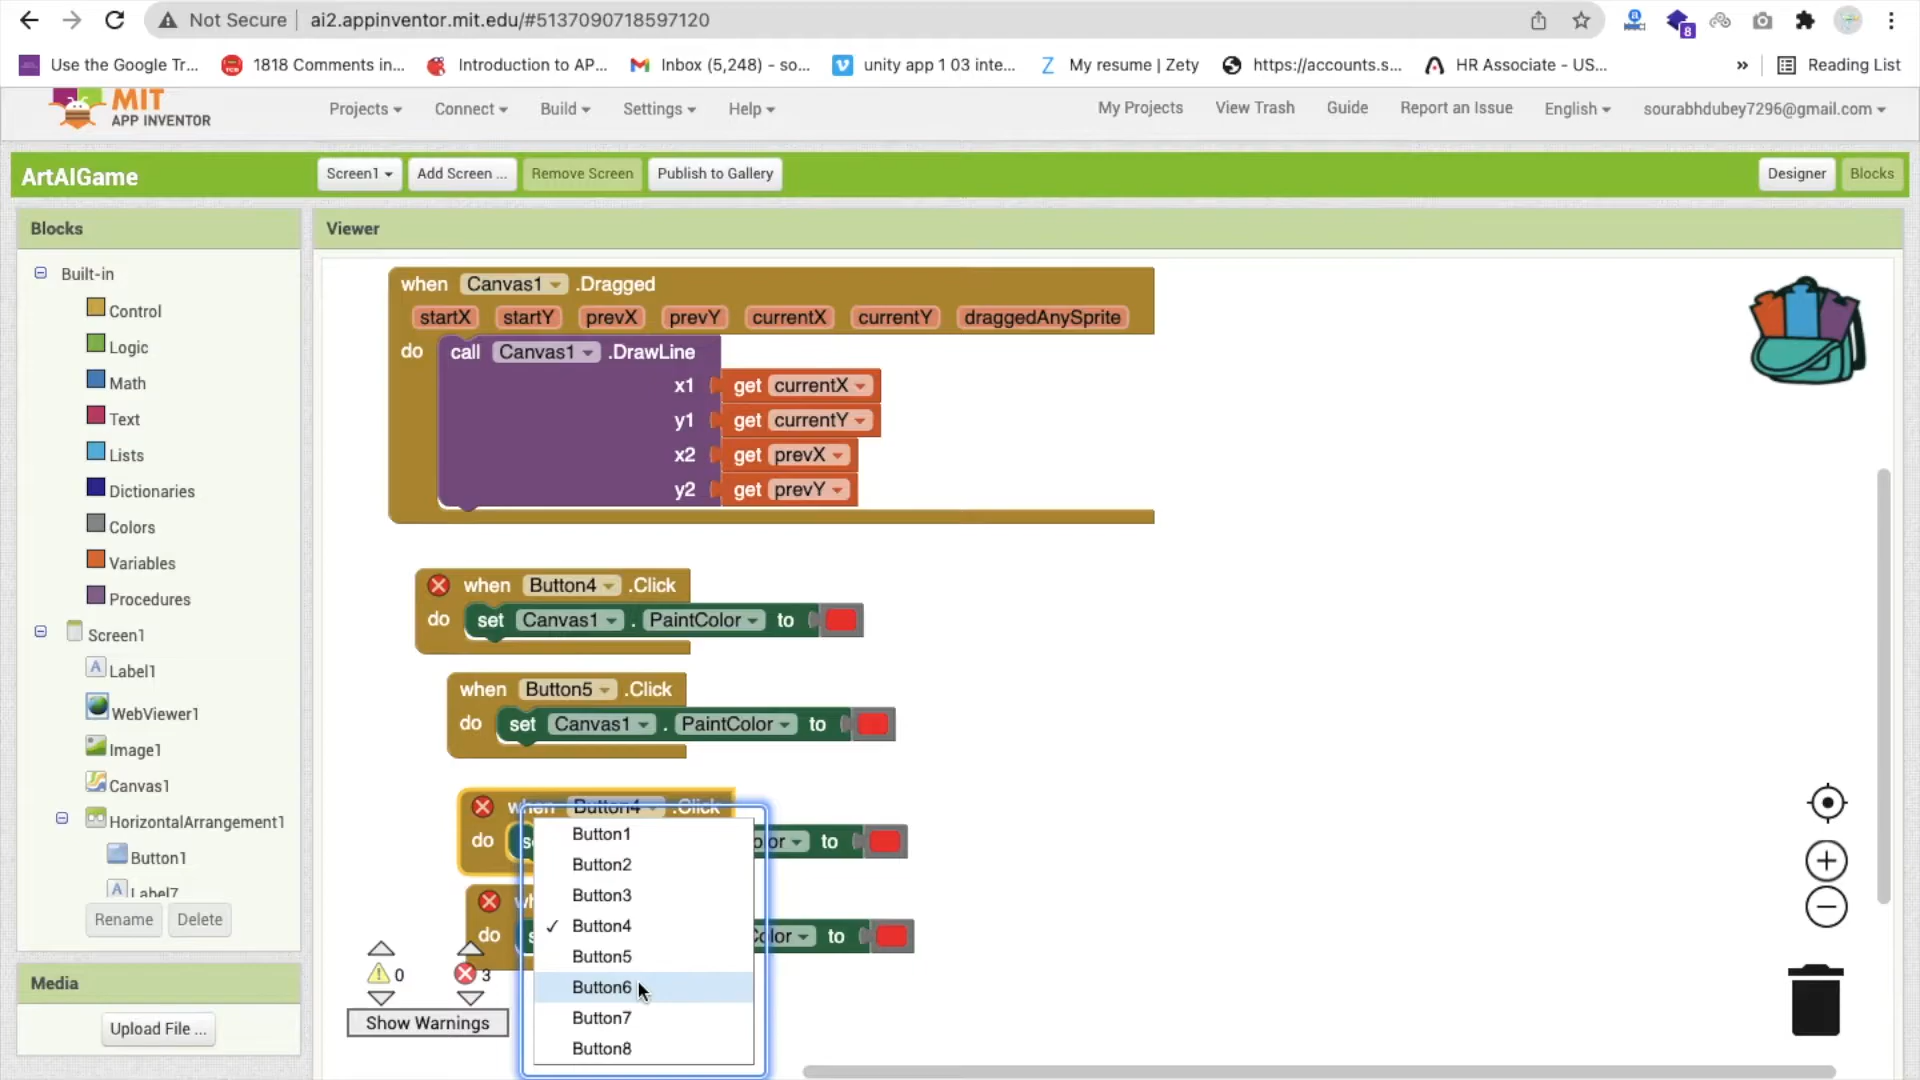 Not Secure ai2.appinventor.mit.edu/#5137090718597120
8
Use the Google Tr... 1818 Comments in... Introduction to AP... Inbox (5,248) – so... unity app 1 03 inte... Z My resume | Zety https://accounts.s... HR Associate - US... » Reading List
MIT
APP INVENTOR
Projects Connect Build Settings Help My Projects View Trash Guide Report an Issue English sourabhdubey7296@gmail.com
ArtAIGame Screen1 Add Screen ... Remove Screen Publish to Gallery Designer Blocks
Blocks
Built-in
Control
Logic
Math
Text
Lists
Dictionaries
Colors
Variables
Procedures
Screen1
Label1
WebViewer1
Image1
Canvas1
HorizontalArrangement1
Button1
Label7
Rename Delete
Media
Upload File ...
Viewer
when Canvas1 .Dragged
startX startY prevX prevY currentX currentY draggedAnySprite
do call Canvas1 .DrawLine
x1 get currentX
y1 get currentY
x2 get prevX
y2 get prevY
when Button4 .Click
do set Canvas1 . PaintColor to
when Button5 .Click
do set Canvas1 . PaintColor to
when Button4 .Click
do to
do to
Button1
Button2
Button3
✓ Button4
Button5
Button6
Button7
Button8
0 3
Show Warnings